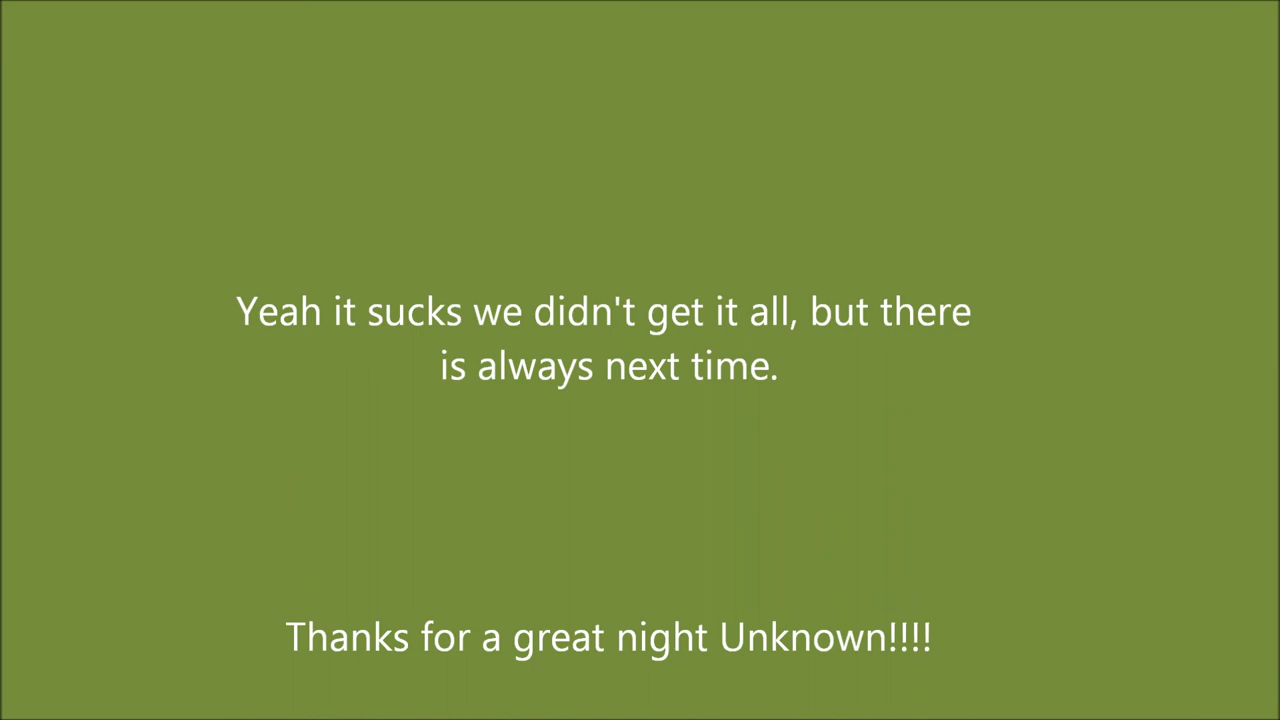 Yeah it sucks we didn't get it all, but there
is always next time.
Thanks for a great night Unknown!!!!